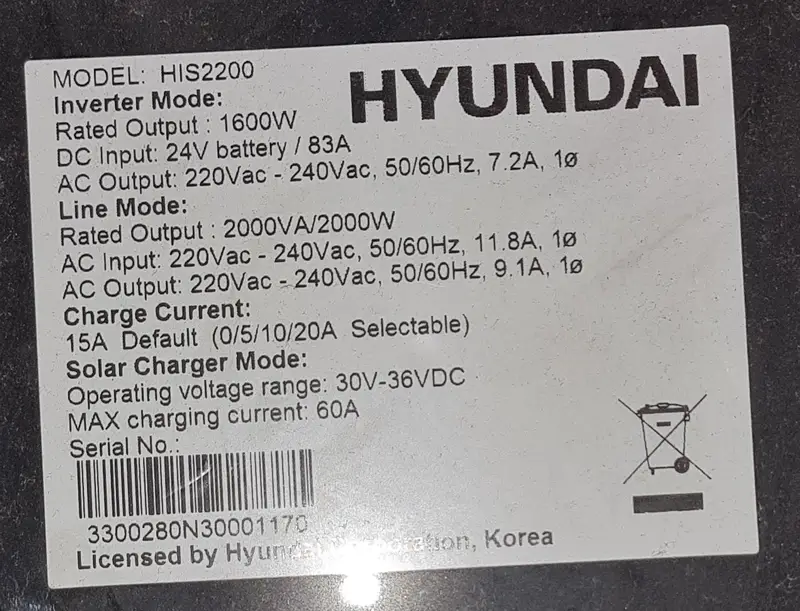 MODEL: HIS2200
HYUNDAI
Inverter Mode:
Rated Output : 1600W
DC Input: 24V battery / 83A
AC Output: 220Vac - 240Vac, 50/60Hz, 7.2A, 1ø
Line Mode:
Rated Output : 2000VA/2000W
AC Input: 220Vac - 240Vac, 50/60Hz, 11.8A, 1ø
AC Output: 220Vac - 240Vac, 50/60Hz, 9.1A, 1ø
Charge Current:
15A Default (0/5/10/20A Selectable)
Solar Charger Mode:
Operating voltage range: 30V-36VDC
MAX charging current: 60A
Serial No.:
3300280N30001170
Licensed by Hyundai Korea